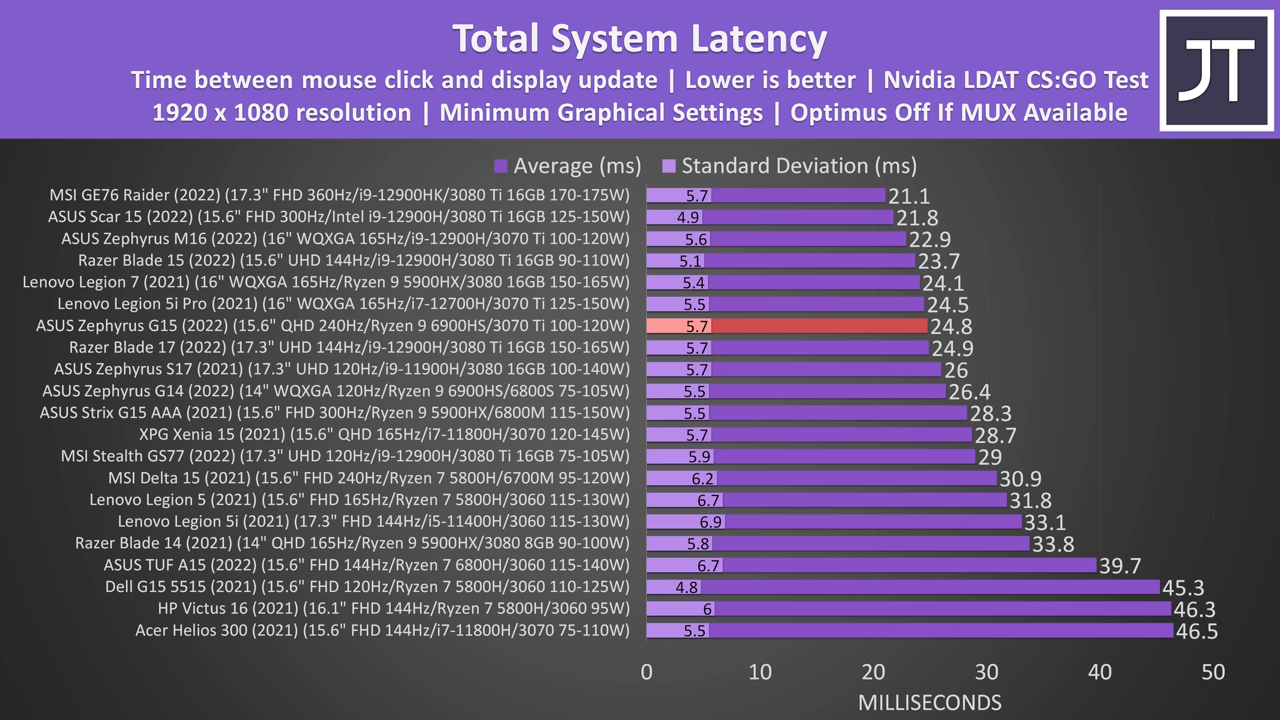 Total System Latency
Time between mouse click and display update | Lower is better | Nvidia LDAT CS:GO Test
1920 x 1080 resolution | Minimum Graphical Settings | Optimus Off If MUX Available
JT
Average (ms) Standard Deviation (ms)
MSI GE76 Raider (2022) (17.3" FHD 360Hz/i9-12900HK/3080 Ti 16GB 170-175W) 5.7 21.1
ASUS Scar 15 (2022) (15.6" FHD 300Hz/Intel i9-12900H/3080 Ti 16GB 125-150W) 4.9 21.8
ASUS Zephyrus M16 (2022) (16" WQXGA 165Hz/i9-12900H/3070 Ti 100-120W) 5.6 22.9
Razer Blade 15 (2022) (15.6" UHD 144Hz/i9-12900H/3080 Ti 16GB 90-110W) 5.1 23.7
Lenovo Legion 7 (2021) (16" WQXGA 165Hz/Ryzen 9 5900HX/3080 16GB 150-165W) 5.4 24.1
Lenovo Legion 5i Pro (2021) (16" WQXGA 165Hz/i7-12700H/3070 Ti 125-150W) 5.5 24.5
ASUS Zephyrus G15 (2022) (15.6" QHD 240Hz/Ryzen 9 6900HS/3070 Ti 100-120W) 5.7 24.8
Razer Blade 17 (2022) (17.3" UHD 144Hz/i9-12900H/3080 Ti 16GB 150-165W) 5.7 24.9
ASUS Zephyrus S17 (2021) (17.3" UHD 120Hz/i9-11900H/3080 16GB 100-140W) 5.7 26
ASUS Zephyrus G14 (2022) (14" WQXGA 120Hz/Ryzen 9 6900HS/6800S 75-105W) 5.5 26.4
ASUS Strix G15 AAA (2021) (15.6" FHD 300Hz/Ryzen 9 5900HX/6800M 115-150W) 5.5 28.3
XPG Xenia 15 (2021) (15.6" QHD 165Hz/i7-11800H/3070 120-145W) 5.7 28.7
MSI Stealth GS77 (2022) (17.3" UHD 120Hz/i9-12900H/3080 Ti 16GB 75-105W) 5.9 29
MSI Delta 15 (2021) (15.6" FHD 240Hz/Ryzen 7 5800H/6700M 95-120W) 6.2 30.9
Lenovo Legion 5 (2021) (15.6" FHD 165Hz/Ryzen 7 5800H/3060 115-130W) 6.7 31.8
Lenovo Legion 5i (2021) (17.3" FHD 144Hz/i5-11400H/3060 115-130W) 6.9 33.1
Razer Blade 14 (2021) (14" QHD 165Hz/Ryzen 9 5900HX/3080 8GB 90-100W) 5.8 33.8
ASUS TUF A15 (2022) (15.6" FHD 144Hz/Ryzen 7 6800H/3060 115-140W) 6.7 39.7
Dell G15 5515 (2021) (15.6" FHD 120Hz/Ryzen 7 5800H/3060 110-125W) 4.8 45.3
HP Victus 16 (2021) (16.1" FHD 144Hz/Ryzen 7 5800H/3060 95W) 6 46.3
Acer Helios 300 (2021) (15.6" FHD 144Hz/i7-11800H/3070 75-110W) 5.5 46.5
0 10 20 30 40 50
MILLISECONDS